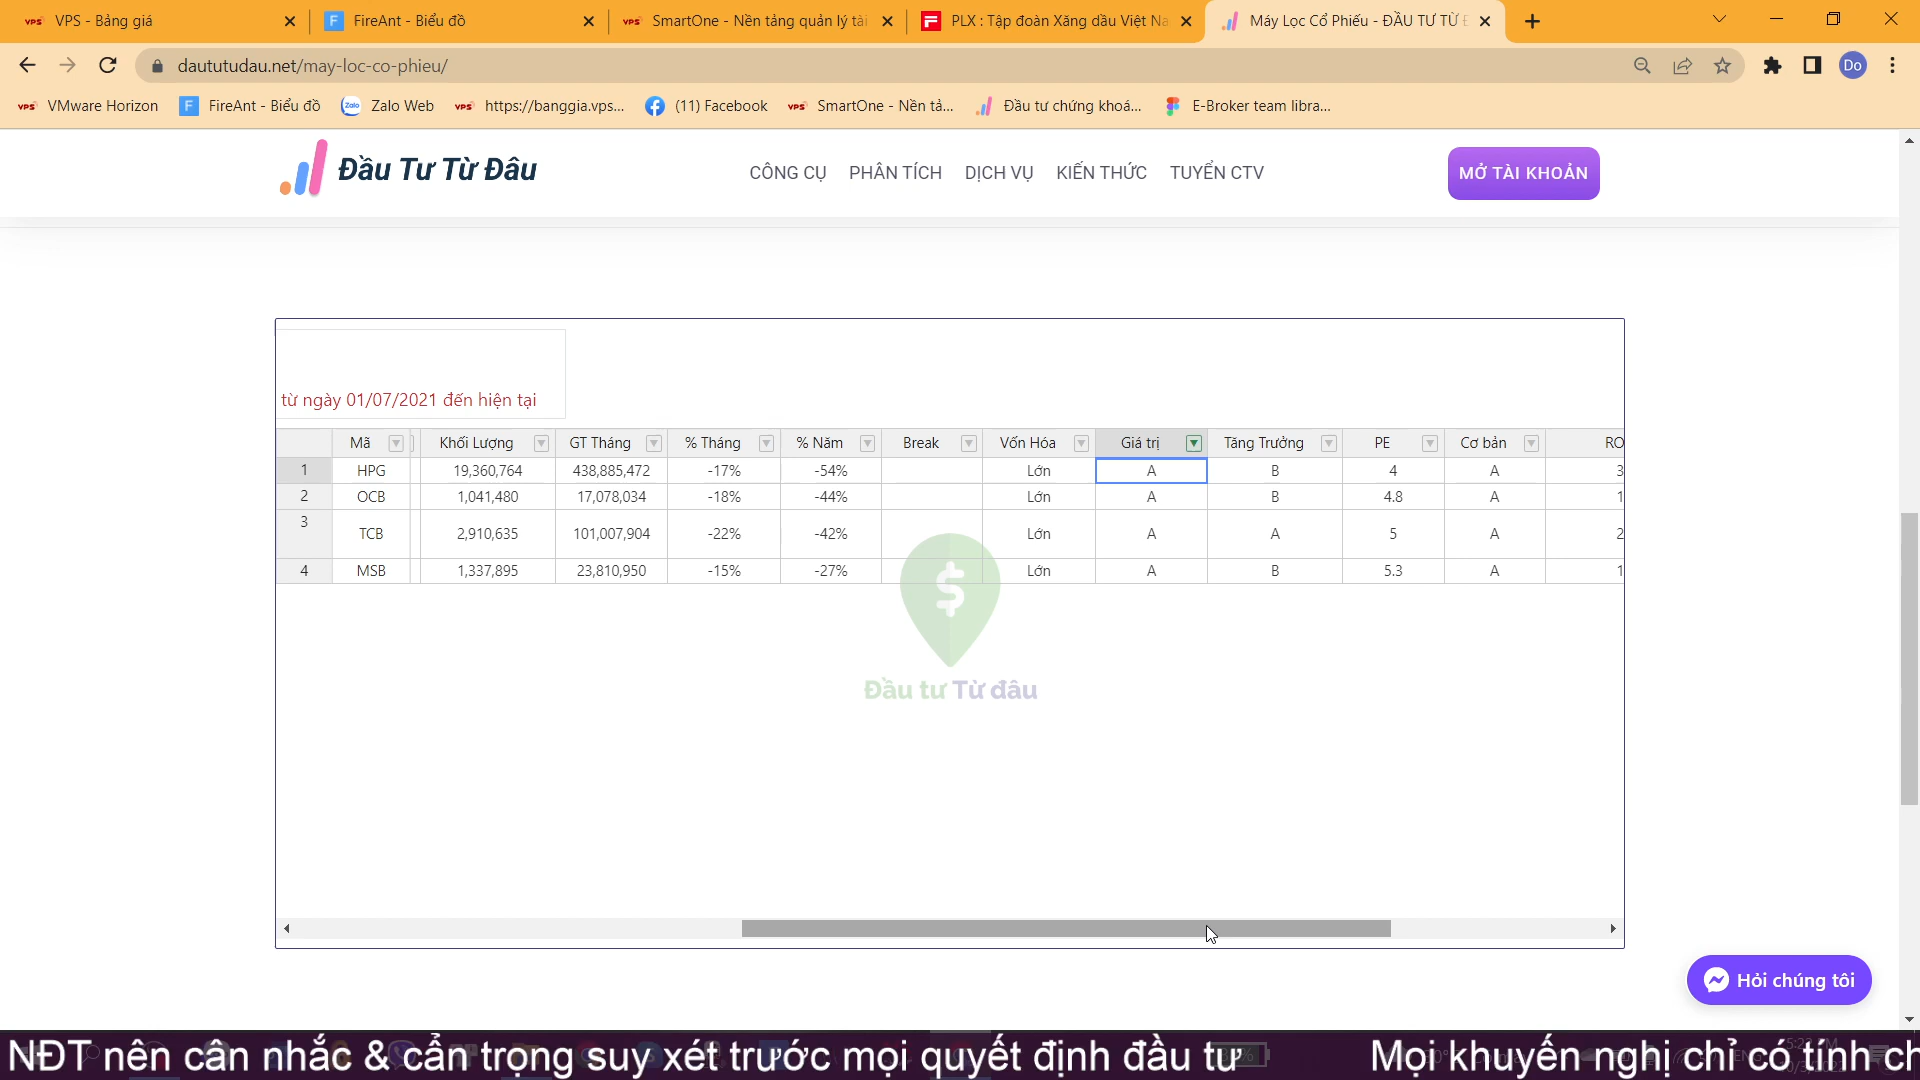 VPS - Bảng giá
FireAnt - Biểu đồ
SmartOne - Nền tảng quản lý tài
PLX : Tập đoàn Xăng dầu Việt Na
Máy Lọc Cổ Phiếu - ĐẦU TƯ TỪ Đ
Do
dautututudau.net/may-loc-co-phieu/
VMware Horizon
FireAnt - Biểu đồ
Zalo Web
https://banggia.vps...
(11) Facebook
SmartOne - Nền tả...
Đầu tư chứng khoá...
E-Broker team libra...
Đầu Tư Từ Đâu
CÔNG CỤ PHÂN TÍCH DỊCH VỤ KIẾN THỨC TUYỂN CTV
MỞ TÀI KHOẢN
từ ngày 01/07/2021 đến hiện tại
Mã Khối Lượng GT Tháng % Tháng % Năm Break Vốn Hóa Giá trị Tăng Trưởng PE Cơ bản RO
1 HPG 19,360,764 438,885,472 -17% -54% Lớn A B 4 A 3
2 OCB 1,041,480 17,078,034 -18% -44% Lớn A B 4.8 A 1
3 TCB 2,910,635 101,007,904 -22% -42% Lớn A A 5 A 2
4 MSB 1,337,895 23,810,950 -15% -27% Lớn A B 5.3 A 1
$
Đầu tư Từ đâu
Hỏi chúng tôi
NĐT nên cân nhắc & cẩn trọng suy xét trước mọi quyết định đầu tư Mọi khuyến nghị chỉ có tính ch